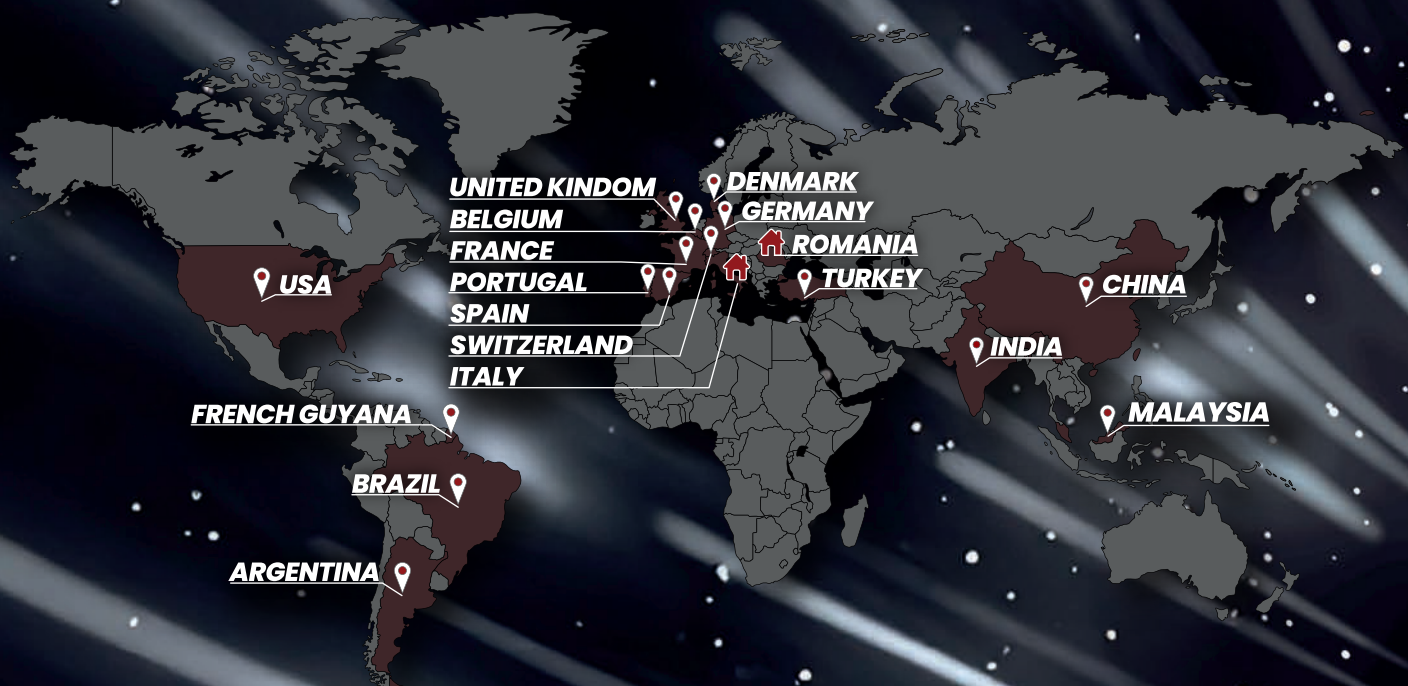 UNITED KINDOM
BELGIUM
FRANCE
PORTUGAL
SPAIN
SWITZERLAND
ITALY
DENMARK
GERMANY
ROMANIA
TURKEY
USA
CHINA
INDIA
FRENCH GUYANA
MALAYSIA
BRAZIL
ARGENTINA